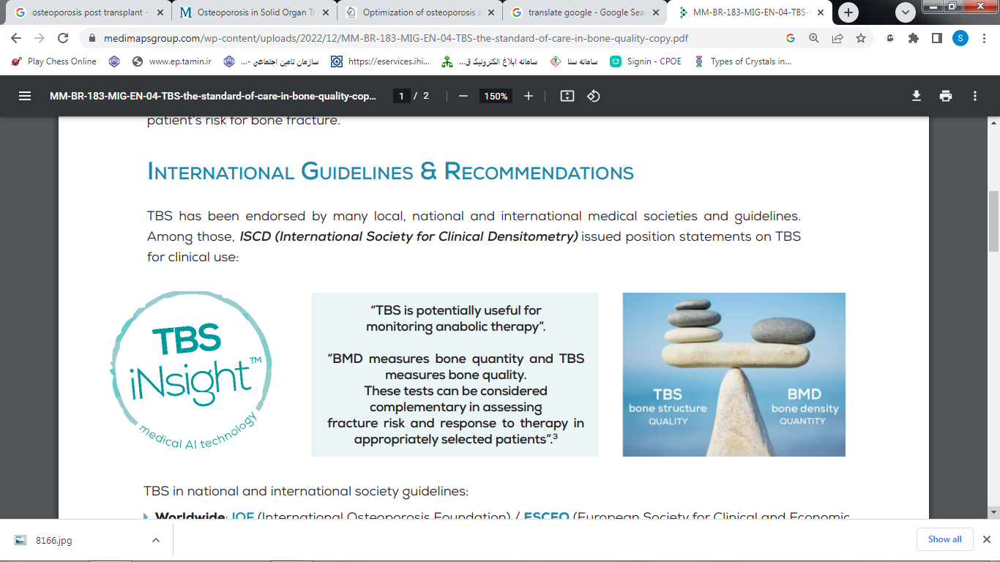 osteoporosis post transplant -
Osteoporosis in Solid Organ Tr
Optimization of osteoporosis a
translate google - Google Sea
MM-BR-183-MIG-EN-04-TBS-t
medimapsgroup.com/wp-content/uploads/2022/12/MM-BR-183-MIG-EN-04-TBS-the-standard-of-care-in-bone-quality-copy.pdf
S
Play Chess Online
www.ep.tamin.ir
سازمان تامین اجتماعی -...
https://eservices.ihi...
سامانه ابلاغ الکترونیک ق...
سامانه سنا
Signin - CPOE
Types of Crystals in...
MM-BR-183-MIG-EN-04-TBS-the-standard-of-care-in-bone-quality-cop...
1 / 2
150%
patient's risk for bone fracture.
INTERNATIONAL GUIDELINES & RECOMMENDATIONS
TBS has been endorsed by many local, national and international medical societies and guidelines.
Among those, ISCD (International Society for Clinical Densitometry) issued position statements on TBS
for clinical use:
TBS
iNsight™
medical AI technology
“TBS is potentially useful for
monitoring anabolic therapy”.
“BMD measures bone quantity and TBS
measures bone quality.
These tests can be considered
complementary in assessing
fracture risk and response to therapy in
appropriately selected patients”.³
TBS
bone structure
QUALITY
BMD
bone density
QUANTITY
TBS in national and international society guidelines:
Worldwide: IOF (International Osteoporosis Foundation) / ESCEO (European Society for Clinical and Economic
8166.jpg
Show all